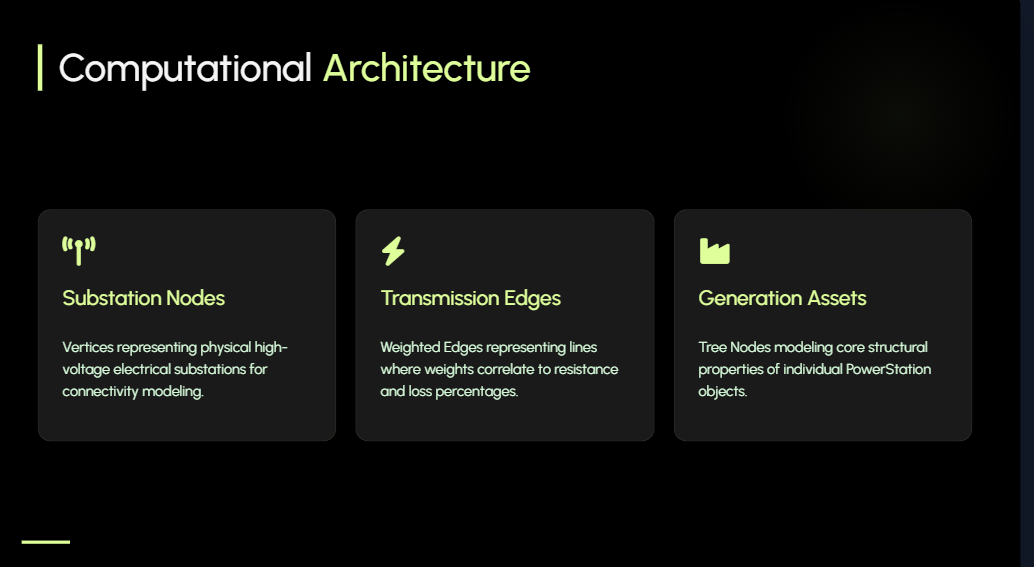 Computational Architecture
Substation Nodes
Vertices representing physical high-
voltage electrical substations for
connectivity modeling.
Transmission Edges
Weighted Edges representing lines
where weights correlate to resistance
and loss percentages.
Generation Assets
Tree Nodes modeling core structural
properties of individual PowerStation
objects.